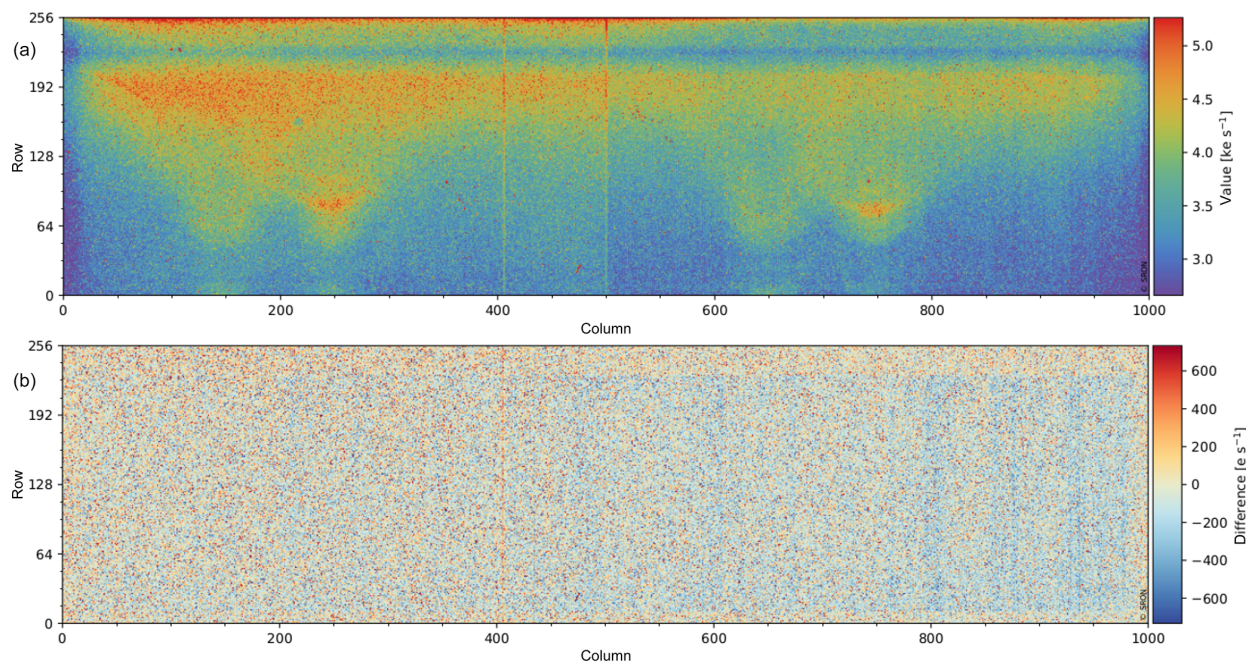 (a)
256
192
128
64
0
Row
0 200 400 600 800 1000
Column
5.0
4.5
4.0
3.5
3.0
Value [ke s⁻¹]
© SRON
(b)
256
192
128
64
0
Row
0 200 400 600 800 1000
Column
600
400
200
0
−200
−400
−600
Difference [e s⁻¹]
© SRON